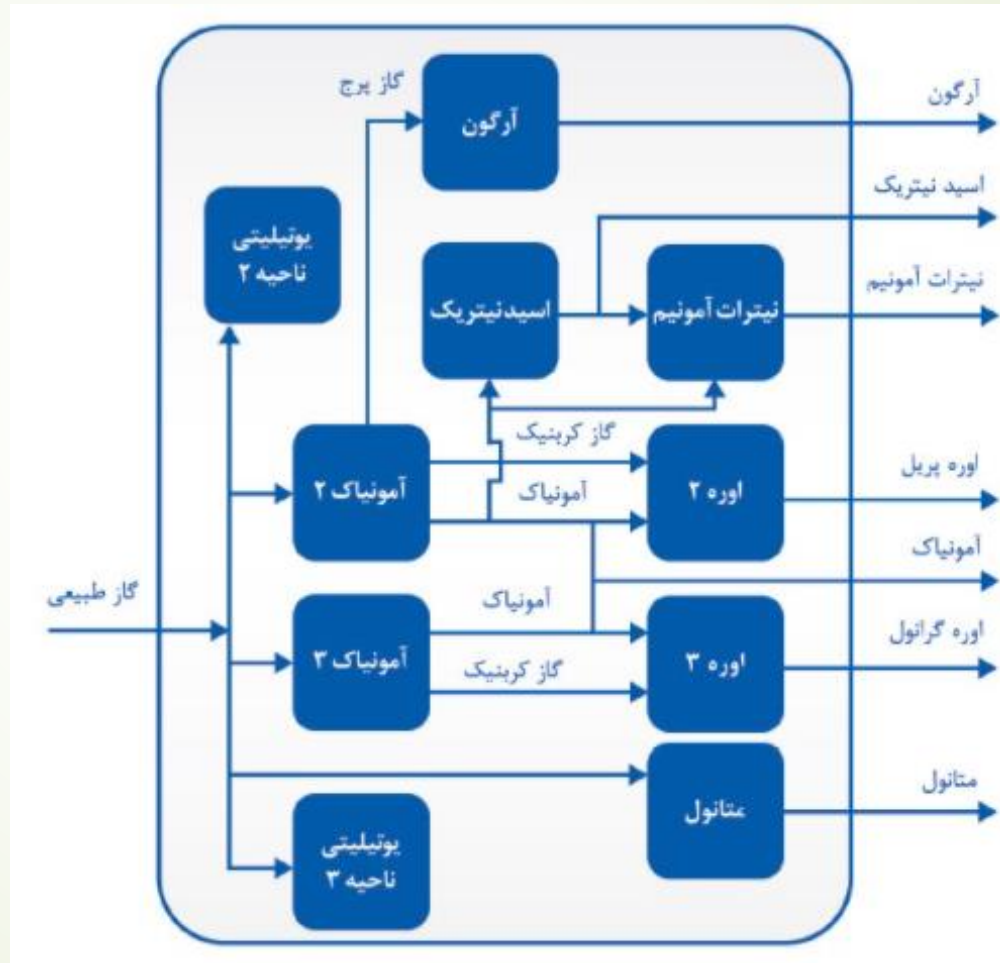 گاز پرج
آرگون
آرگون
اسید نیتریک
یوتیلیتی
ناحیه ۲
نیترات آمونیم
اسیدنیتریک
نیترات آمونیم
گاز کربنیک
آمونیاک ۲
آمونیاک
اوره ۲
اوره پریل
آمونیاک
گاز طبیعی
آمونیاک
آمونیاک ۳
گاز کربنیک
اوره ۳
اوره گرانول
متانول
متانول
یوتیلیتی
ناحیه ۳